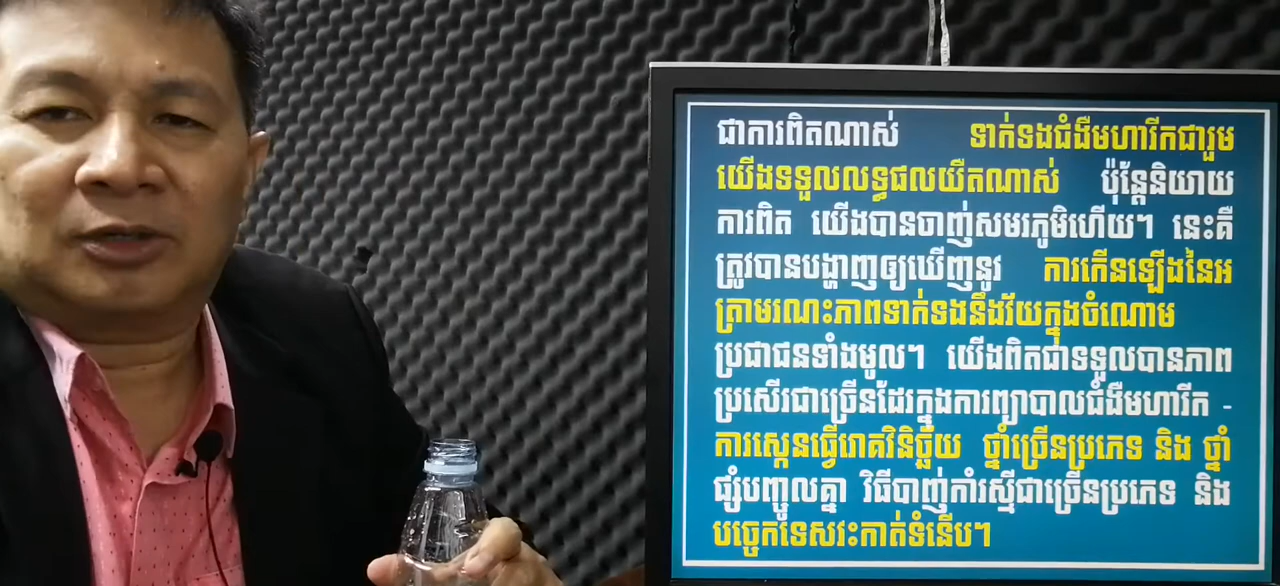 ជាការពិតណាស់ ទាក់ទងជំងឺមហារីកជារួម
យើងទទួលលទ្ធផលយឺតណាស់ ប៉ុន្តែនិយាយ
ការពិត យើងបានចាញ់សមរភូមិហើយ។ នេះគឺ
ត្រូវបានបង្ហាញឲ្យឃើញនូវ ការកើនឡើងនៃអ
ត្រាមរណះភាពទាក់ទងនឹងវ័យក្នុងចំណោម
ប្រជាជនទាំងមូល។ យើងពិតជាទទួលបានភាព
ប្រសើរជាច្រើនដែរក្នុងការព្យាបាលជំងឺមហារីក -
ការស្កេនធ្វើរោគវិនិច្ឆ័យ ថ្នាំច្រើនប្រភេទ និង ថ្នាំ
ផ្សំបញ្ចូលគ្នា វិធីបាញ់កាំរស្មីជាច្រើនប្រភេទ និង
បច្ចេកទេសវះកាត់ទំនើប។